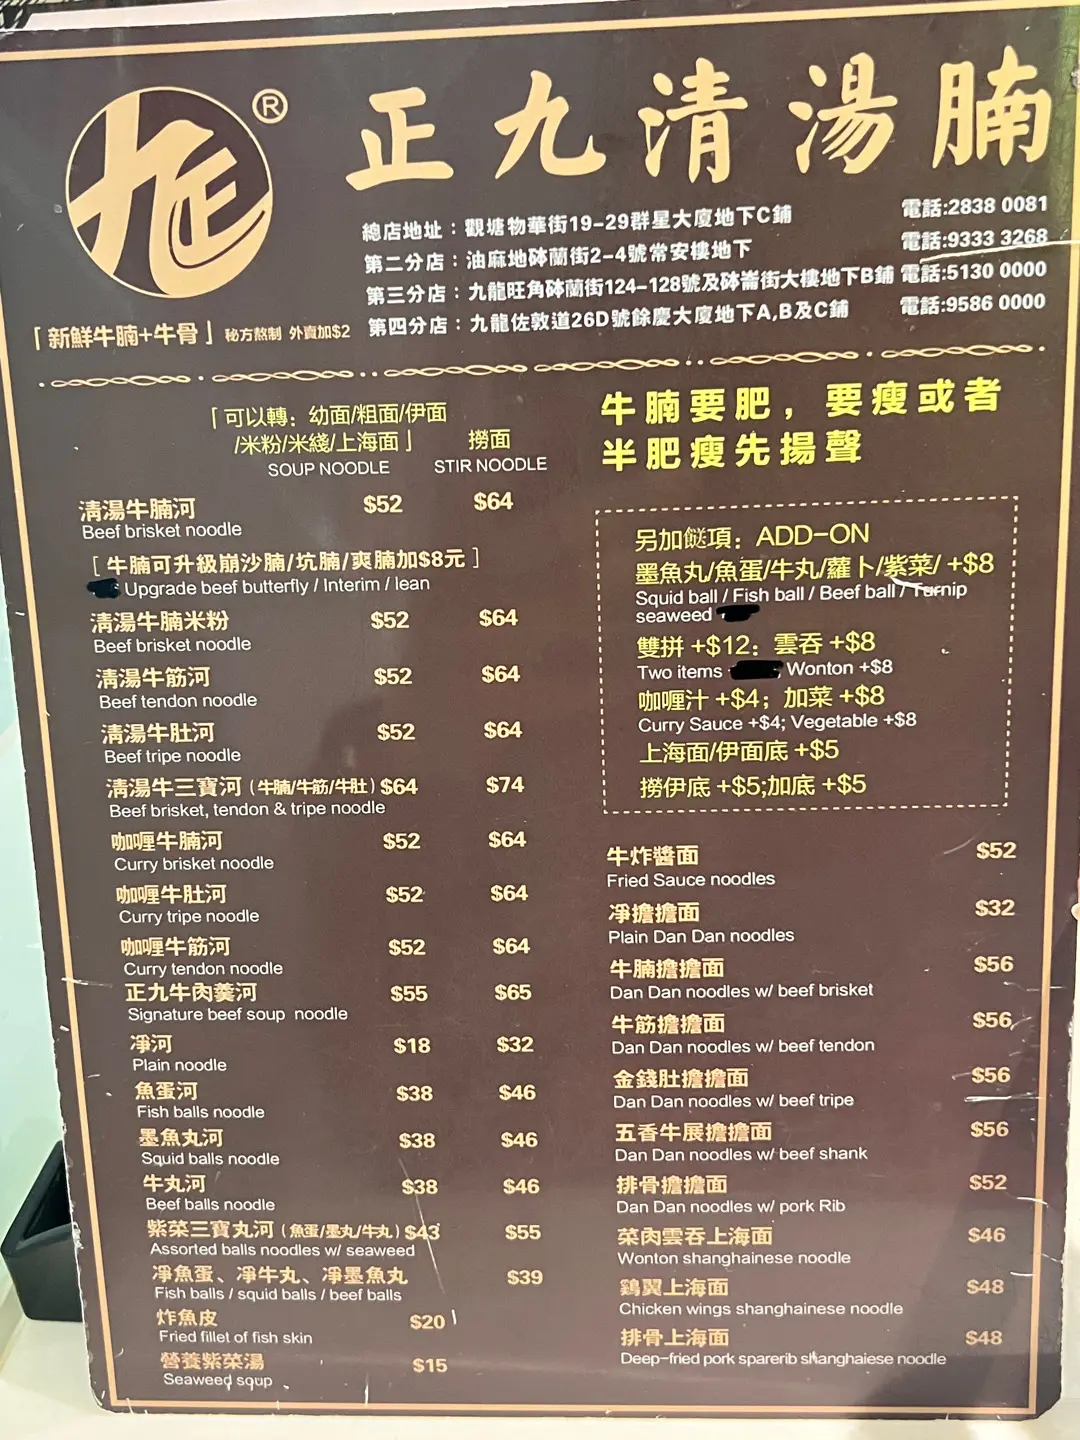 九正®
正九清湯腩
總店地址：觀塘物華街19-29群星大廈地下C鋪 電話:2838 0081
第二分店：油麻地砵蘭街2-4號常安樓地下 電話:9333 3268
第三分店：九龍旺角砵蘭街124-128號及砵崙街大樓地下B鋪 電話:5130 0000
第四分店：九龍佐敦道26D號餘慶大廈地下A,B及C鋪 電話:9586 0000
「新鮮牛腩+牛骨」秘方熬制 外賣加$2
「可以轉：幼面/粗面/伊面
/米粉/米綫/上海面」 撈面
SOUP NOODLE STIR NOODLE
清湯牛腩河 $52 $64
Beef brisket noodle
[ 牛腩可升級崩沙腩/坑腩/爽腩加$8元 ]
Upgrade beef butterfly / Interim / lean
清湯牛腩米粉 $52 $64
Beef brisket noodle
清湯牛筋河 $52 $64
Beef tendon noodle
清湯牛肚河 $52 $64
Beef tripe noodle
清湯牛三寶河 (牛腩/牛筋/牛肚) $64 $74
Beef brisket, tendon & tripe noodle
咖喱牛腩河 $52 $64
Curry brisket noodle
咖喱牛肚河 $52 $64
Curry tripe noodle
咖喱牛筋河 $52 $64
Curry tendon noodle
正九牛肉羹河 $55 $65
Signature beef soup noodle
凈河 $18 $32
Plain noodle
魚蛋河 $38 $46
Fish balls noodle
墨魚丸河 $38 $46
Squid balls noodle
牛丸河 $38 $46
Beef balls noodle
紫菜三寶丸河 (魚蛋/墨丸/牛丸) $43 $55
Assorted balls noodles w/ seaweed
凈魚蛋、凈牛丸、凈墨魚丸 $39
Fish balls / squid balls / beef balls
炸魚皮 $20
Fried fillet of fish skin
營養紫菜湯 $15
Seaweed soup
牛腩要肥，要瘦或者
半肥瘦先揚聲
另加餸項：ADD-ON
墨魚丸/魚蛋/牛丸/蘿卜/紫菜/ +$8
Squid ball / Fish ball / Beef ball / Turnip
seaweed
雙拼 +$12；雲吞 +$8
Two items Wonton +$8
咖喱汁 +$4；加菜 +$8
Curry Sauce +$4; Vegetable +$8
上海面/伊面底 +$5
撈伊底 +$5;加底 +$5
牛炸醬面 $52
Fried Sauce noodles
凈擔擔面 $32
Plain Dan Dan noodles
牛腩擔擔面 $56
Dan Dan noodles w/ beef brisket
牛筋擔擔面 $56
Dan Dan noodles w/ beef tendon
金錢肚擔擔面 $56
Dan Dan noodles w/ beef tripe
五香牛展擔擔面 $56
Dan Dan noodles w/ beef shank
排骨擔擔面 $52
Dan Dan noodles w/ pork Rib
菜肉雲吞上海面 $46
Wonton shanghainese noodle
鷄翼上海面 $48
Chicken wings shanghainese noodle
排骨上海面 $48
Deep-fried pork sparerib shanghaiese noodle